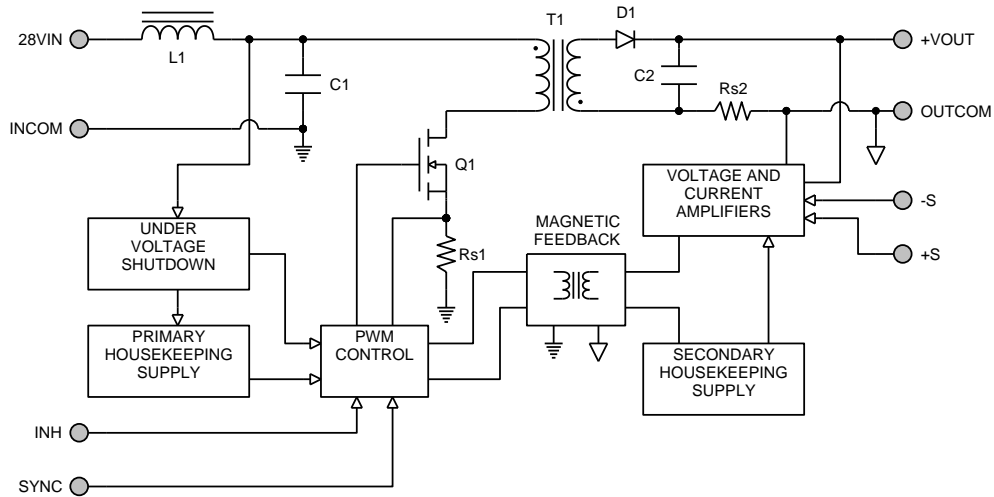 T1
D1
28VIN
L1
C1
C2
Rs2
+VOUT
INCOM
OUTCOM
Q1
VOLTAGE AND
CURRENT
AMPLIFIERS
-S
+S
UNDER
VOLTAGE
SHUTDOWN
MAGNETIC
FEEDBACK
Rs1
PRIMARY
HOUSEKEEPING
SUPPLY
PWM
CONTROL
SECONDARY
HOUSEKEEPING
SUPPLY
INH
SYNC